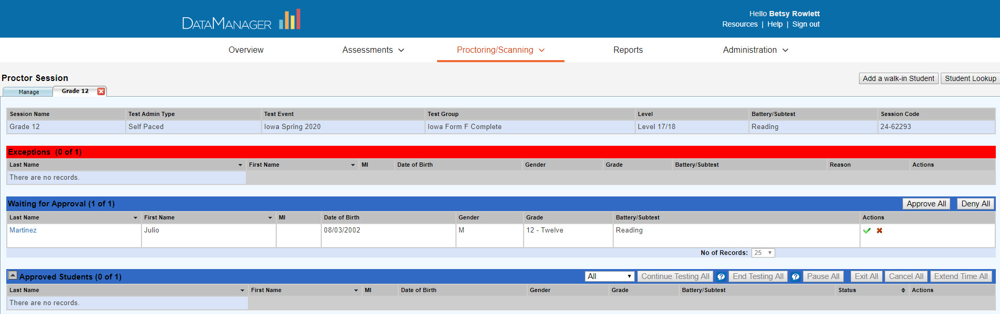 DATAMANAGER
Hello Betsy Rowlett
Resources | Help | Sign out
Overview Assessments Proctoring/Scanning Reports Administration
Proctor Session
Add a walk-in Student Student Lookup
Manage Grade 12
Session Name Test Admin Type Test Event Test Group Level Battery/Subtest Session Code
Grade 12 Self Paced Iowa Spring 2020 Iowa Form F Complete Level 17/18 Reading 24-62293
Exceptions (0 of 1)
Last Name First Name MI Date of Birth Gender Grade Battery/Subtest Reason Actions
There are no records.
Waiting for Approval (1 of 1) Approve All Deny All
Last Name First Name MI Date of Birth Gender Grade Battery/Subtest Actions
Martinez Julio 08/03/2002 M 12 - Twelve Reading
No of Records: 25
Approved Students (0 of 1) All Continue Testing All ? End Testing All ? Pause All Exit All Cancel All Extend Time All
Last Name First Name MI Date of Birth Gender Grade Battery/Subtest Status Actions
There are no records.